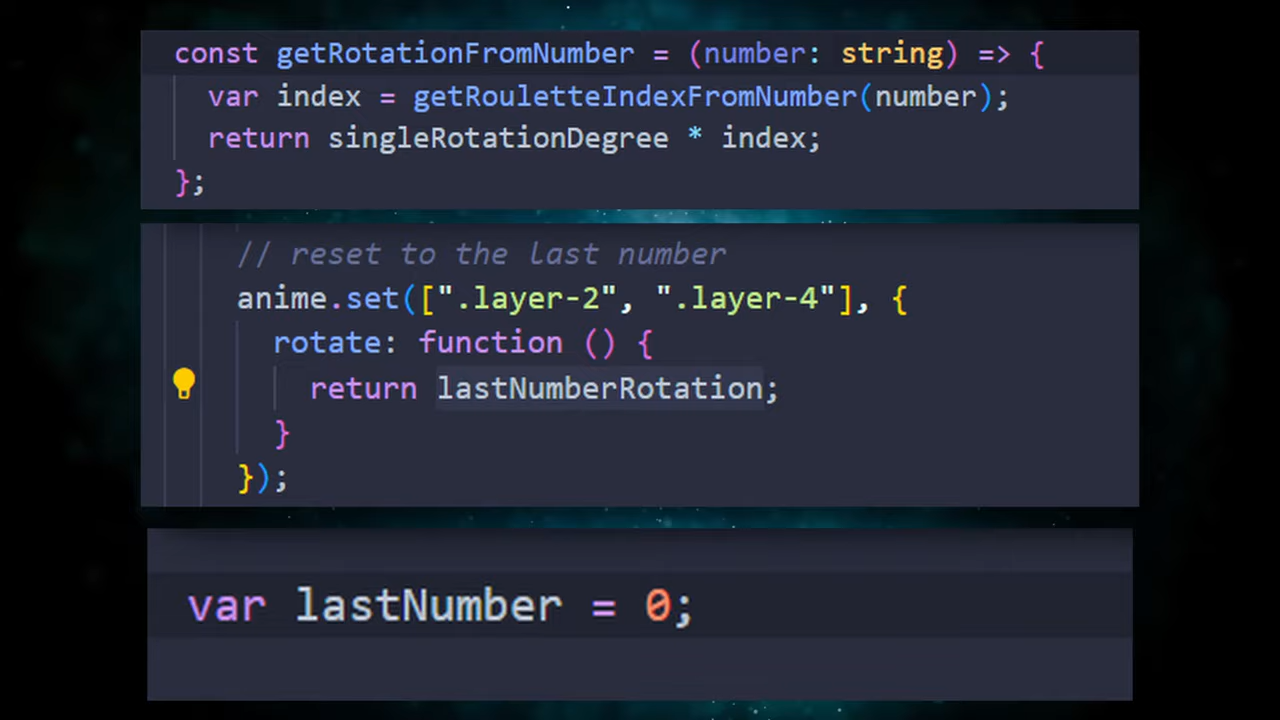 const getRotationFromNumber = (number: string) => {
var index = getRouletteIndexFromNumber(number);
return singleRotationDegree * index;
};
// reset to the last number
anime.set([".layer-2", ".layer-4"], {
rotate: function () {
return lastNumberRotation;
}
});
var lastNumber = 0;